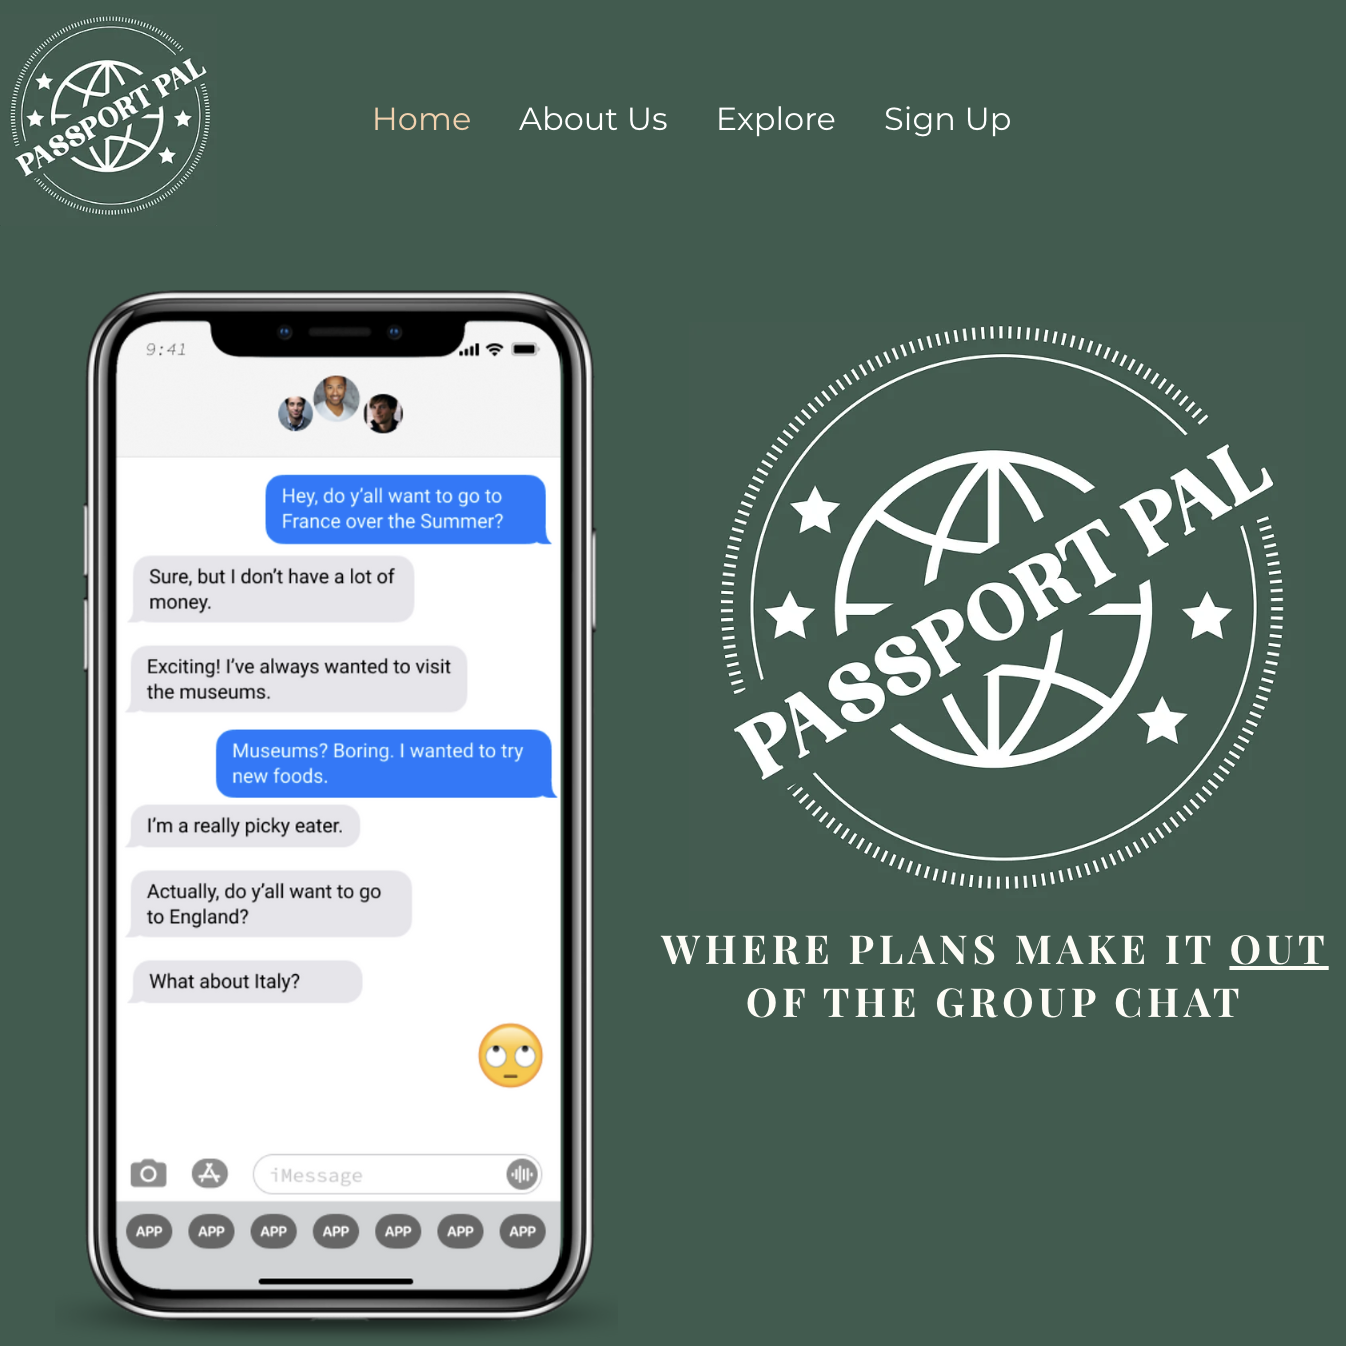 PASSPORT PAL
Home
About Us
Explore
Sign Up
9:41
Hey, do y'all want to go to
France over the Summer?
Sure, but I don't have a lot of
money.
Exciting! I've always wanted to visit
the museums.
Museums? Boring. I wanted to try
new foods.
I'm a really picky eater.
Actually, do y'all want to go
to England?
What about Italy?
iMessage
APP
APP
APP
APP
APP
APP
APP
PASSPORT PAL
WHERE PLANS MAKE IT OUT
OF THE GROUP CHAT